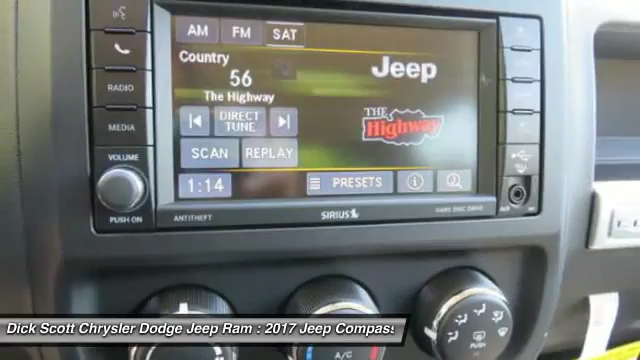 AM FM SAT
Country
56
The Highway
Jeep
THE
Highway
RADIO
MEDIA
DIRECT
TUNE
SCAN REPLAY
VOLUME
1:14
PRESETS
PUSH ON
ANTITHEFT
SIRIUS
HARD DISC DRIVE
AUX
Dick Scott Chrysler Dodge Jeep Ram : 2017 Jeep Compass
A/C
PUSH